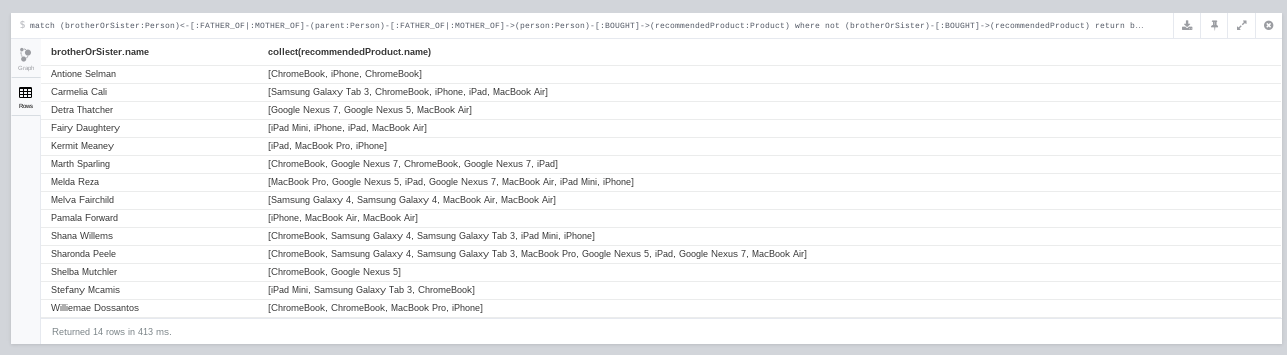 $ match (brotherOrSister:Person)<-[:FATHER_OF|:MOTHER_OF]-(parent:Person)-[:FATHER_OF|:MOTHER_OF]->(person:Person)-[:BOUGHT]->(recommendedProduct:Product) where not (brotherOrSister)-[:BOUGHT]->(recommendedProduct) return b...
Graph
Rows
brotherOrSister.name collect(recommendedProduct.name)
Antione Selman [ChromeBook, iPhone, ChromeBook]
Carmelia Cali [Samsung Galaxy Tab 3, ChromeBook, iPhone, iPad, MacBook Air]
Detra Thatcher [Google Nexus 7, Google Nexus 5, MacBook Air]
Fairy Daughtery [iPad Mini, iPhone, iPad, MacBook Air]
Kermit Meaney [iPad, MacBook Pro, iPhone]
Marth Sparling [ChromeBook, Google Nexus 7, ChromeBook, Google Nexus 7, iPad]
Melda Reza [MacBook Pro, Google Nexus 5, iPad, Google Nexus 7, MacBook Air, iPad Mini, iPhone]
Melva Fairchild [Samsung Galaxy 4, Samsung Galaxy 4, MacBook Air, MacBook Air]
Pamala Forward [iPhone, MacBook Air, MacBook Air]
Shana Willems [ChromeBook, Samsung Galaxy 4, Samsung Galaxy Tab 3, iPad Mini, iPhone]
Sharonda Peele [ChromeBook, Samsung Galaxy 4, Samsung Galaxy Tab 3, MacBook Pro, Google Nexus 5, iPad, Google Nexus 7, MacBook Air]
Shelba Mutchler [ChromeBook, Google Nexus 5]
Stefany Mcamis [iPad Mini, Samsung Galaxy Tab 3, ChromeBook]
Williemae Dossantos [ChromeBook, ChromeBook, MacBook Pro, iPhone]
Returned 14 rows in 413 ms.